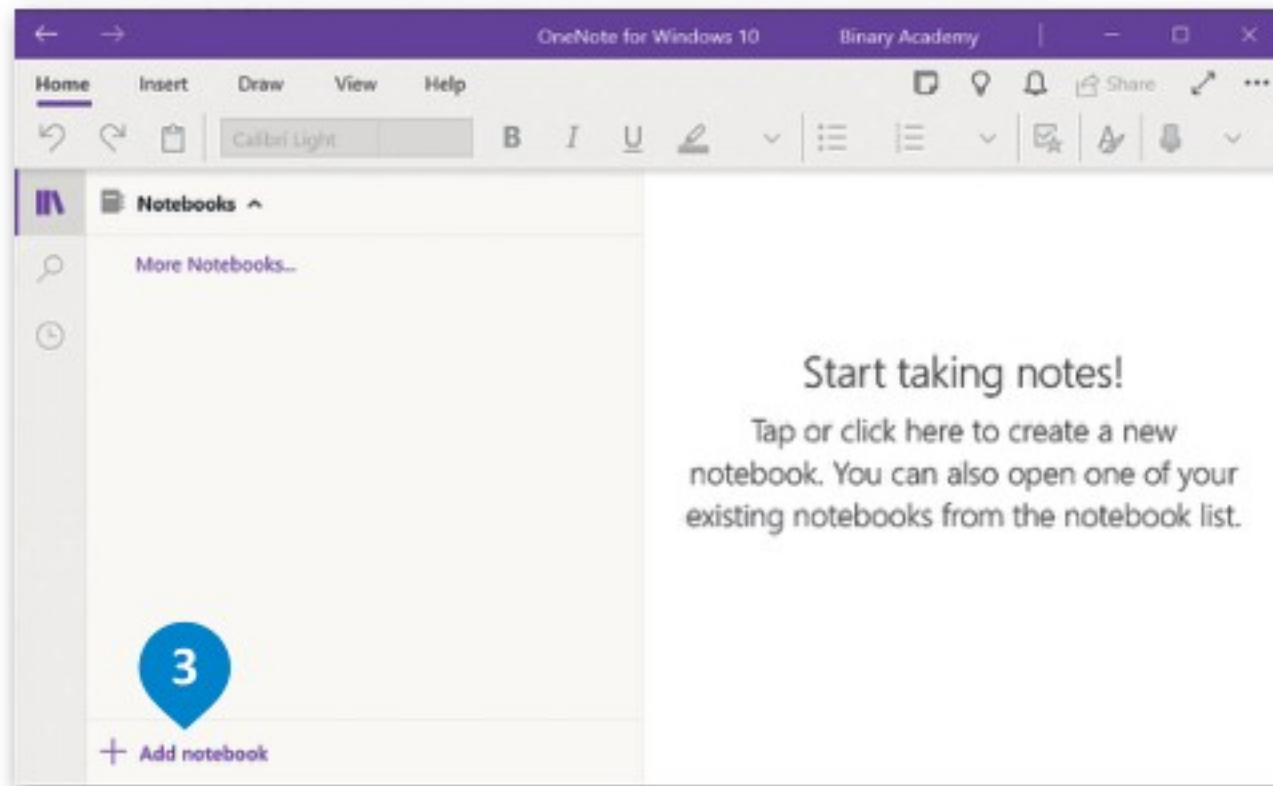 OneNote for Windows 10 Binary Academy
Home Insert Draw View Help Share
Calibri Light B I U
Notebooks
More Notebooks...
Start taking notes!
Tap or click here to create a new
notebook. You can also open one of your
existing notebooks from the notebook list.
3
Add notebook